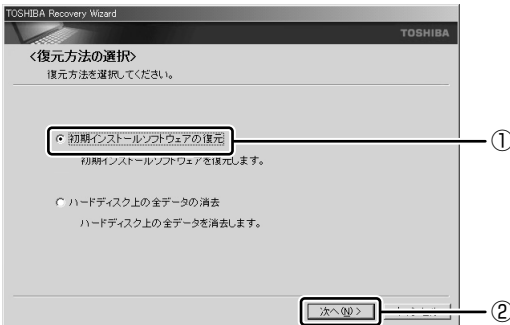 TOSHIBA Recovery Wizard
TOSHIBA
<復元方法の選択>
復元方法を選択してください。
初期インストールソフトウェアの復元
①
初期インストールソフトウェアを復元します。
ハードディスク上の全データの消去
ハードディスク上の全データを消去します。
次へ(N) >
②